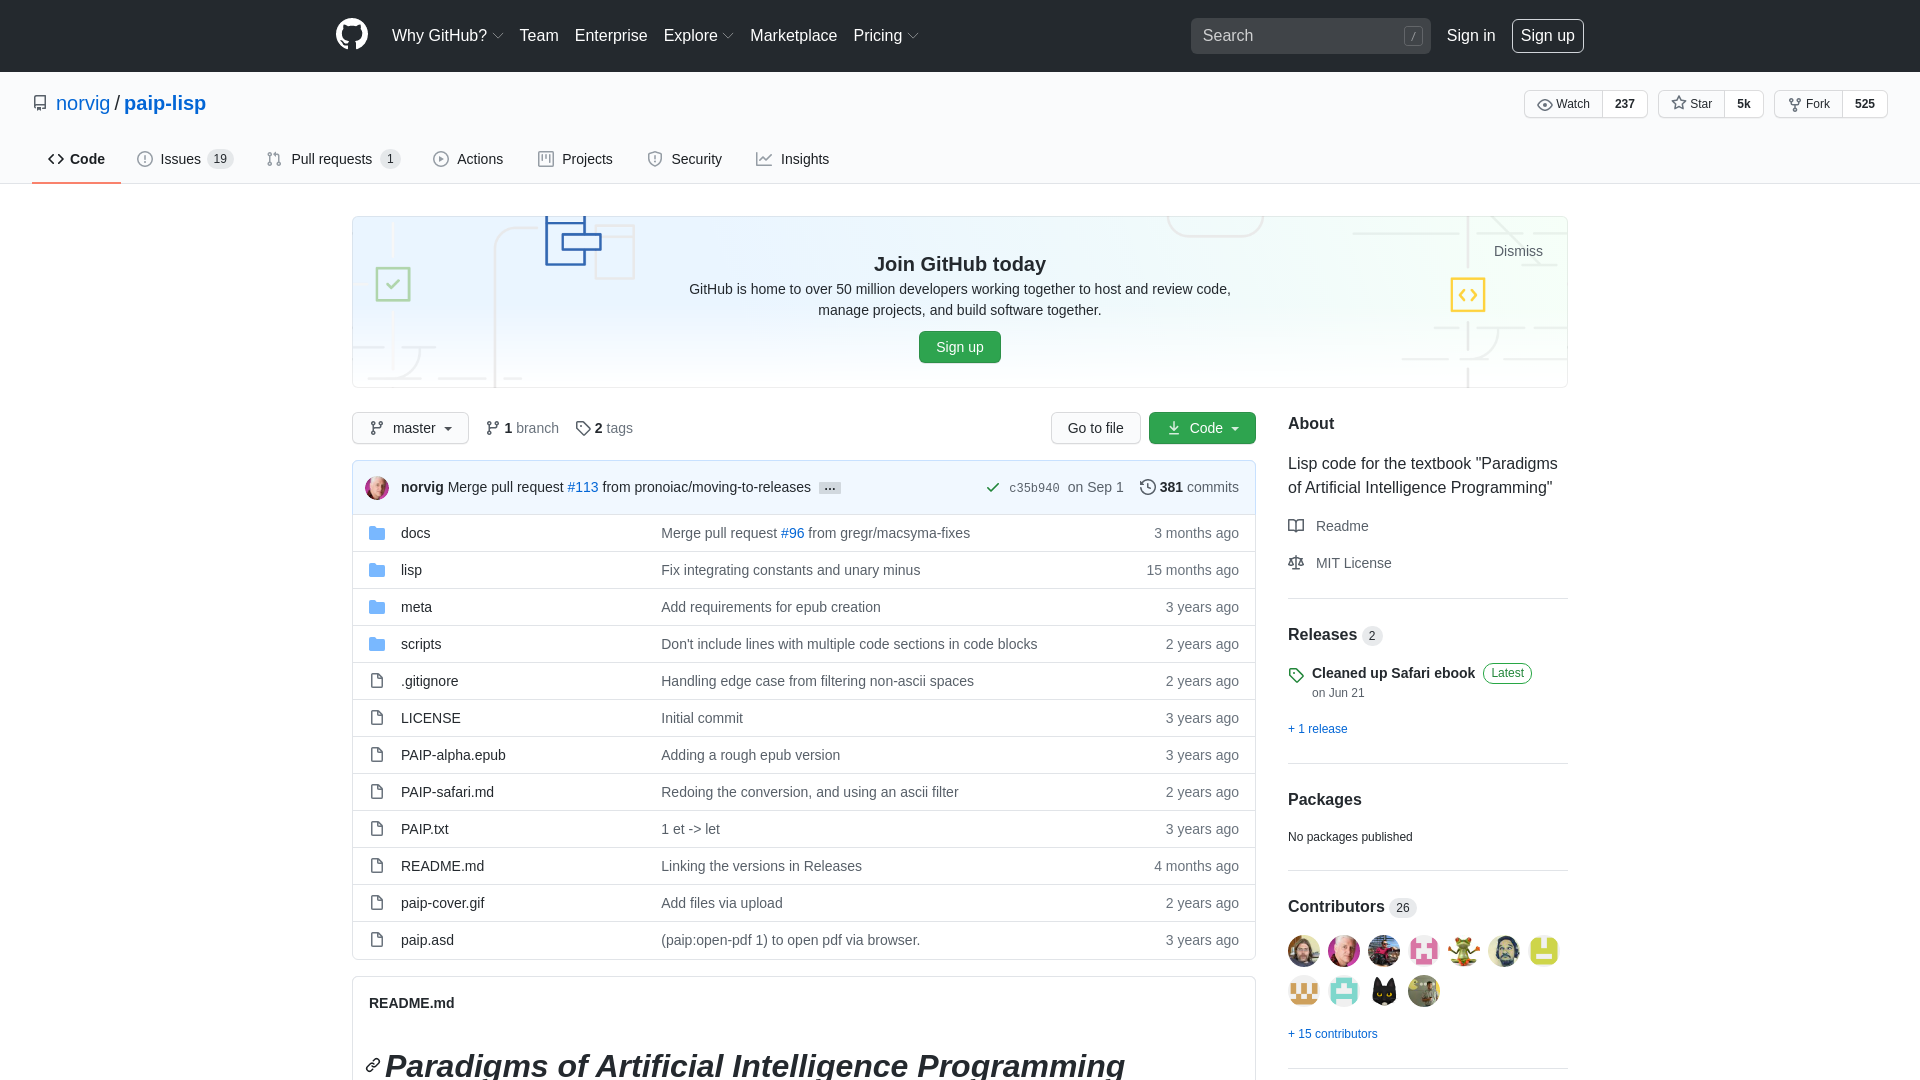 Why GitHub? Team Enterprise Explore Marketplace Pricing Search / Sign in Sign up
norvig / paip-lisp Watch 237 Star 5k Fork 525
Code Issues 19 Pull requests 1 Actions Projects Security Insights
Dismiss
Join GitHub today
GitHub is home to over 50 million developers working together to host and review code,
manage projects, and build software together.
Sign up
master 1 branch 2 tags Go to file Code
norvig Merge pull request #113 from pronoiac/moving-to-releases … c35b940 on Sep 1 381 commits
docs Merge pull request #96 from gregr/macsyma-fixes 3 months ago
lisp Fix integrating constants and unary minus 15 months ago
meta Add requirements for epub creation 3 years ago
scripts Don't include lines with multiple code sections in code blocks 2 years ago
.gitignore Handling edge case from filtering non-ascii spaces 2 years ago
LICENSE Initial commit 3 years ago
PAIP-alpha.epub Adding a rough epub version 3 years ago
PAIP-safari.md Redoing the conversion, and using an ascii filter 2 years ago
PAIP.txt 1 et -> let 3 years ago
README.md Linking the versions in Releases 4 months ago
paip-cover.gif Add files via upload 2 years ago
paip.asd (paip:open-pdf 1) to open pdf via browser. 3 years ago
README.md
Paradigms of Artificial Intelligence Programming
About
Lisp code for the textbook "Paradigms
of Artificial Intelligence Programming"
Readme
MIT License
Releases 2
Cleaned up Safari ebook Latest
on Jun 21
+ 1 release
Packages
No packages published
Contributors 26
+ 15 contributors